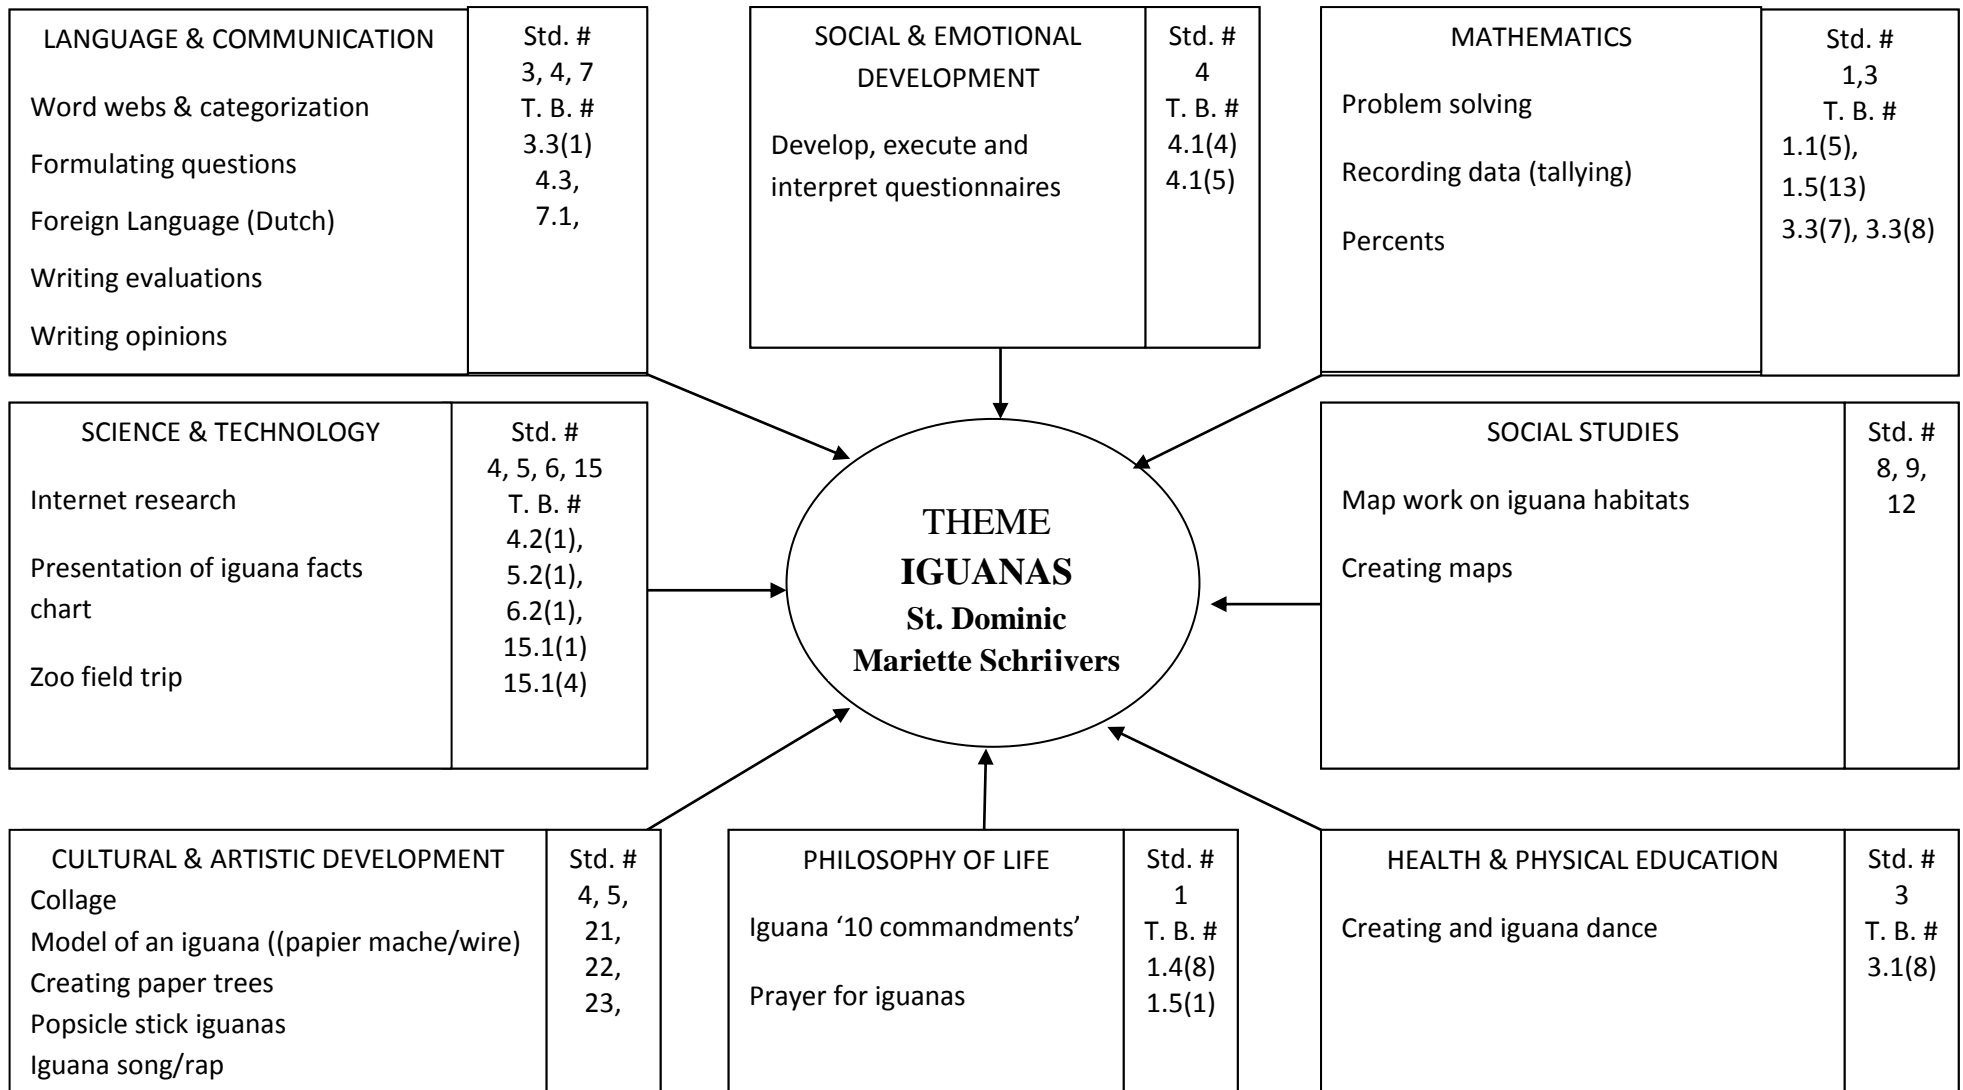 LANGUAGE & COMMUNICATION
Word webs & categorization
Formulating questions
Foreign Language (Dutch)
Writing evaluations
Writing opinions
Std. #
3, 4, 7
T. B. #
3.3(1)
4.3,
7.1,
SOCIAL & EMOTIONAL
DEVELOPMENT
Develop, execute and
interpret questionnaires
Std. #
4
T. B. #
4.1(4)
4.1(5)
MATHEMATICS
Problem solving
Recording data (tallying)
Percents
Std. #
1,3
T. B. #
1.1(5),
1.5(13)
3.3(7), 3.3(8)
SCIENCE & TECHNOLOGY
Internet research
Presentation of iguana facts
chart
Zoo field trip
Std. #
4, 5, 6, 15
T. B. #
4.2(1),
5.2(1),
6.2(1),
15.1(1)
15.1(4)
THEME
IGUANAS
St. Dominic
Mariette Schrijvers
SOCIAL STUDIES
Map work on iguana habitats
Creating maps
Std. #
8, 9,
12
CULTURAL & ARTISTIC DEVELOPMENT
Collage
Model of an iguana ((papier mache/wire)
Creating paper trees
Popsicle stick iguanas
Iguana song/rap
Std. #
4, 5,
21,
22,
23,
PHILOSOPHY OF LIFE
Iguana ‘10 commandments’
Prayer for iguanas
Std. #
1
T. B. #
1.4(8)
1.5(1)
HEALTH & PHYSICAL EDUCATION
Creating and iguana dance
Std. #
3
T. B. #
3.1(8)